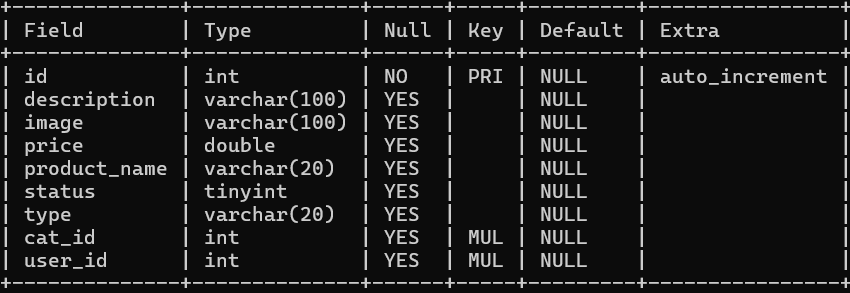 +--------------+--------------+------+-----+---------+----------------+
| Field        | Type         | Null | Key | Default | Extra          |
+--------------+--------------+------+-----+---------+----------------+
| id           | int          | NO   | PRI | NULL    | auto_increment |
| description  | varchar(100) | YES  |     | NULL    |                |
| image        | varchar(100) | YES  |     | NULL    |                |
| price        | double       | YES  |     | NULL    |                |
| product_name | varchar(20)  | YES  |     | NULL    |                |
| status       | tinyint      | YES  |     | NULL    |                |
| type         | varchar(20)  | YES  |     | NULL    |                |
| cat_id       | int          | YES  | MUL | NULL    |                |
| user_id      | int          | YES  | MUL | NULL    |                |
+--------------+--------------+------+-----+---------+----------------+